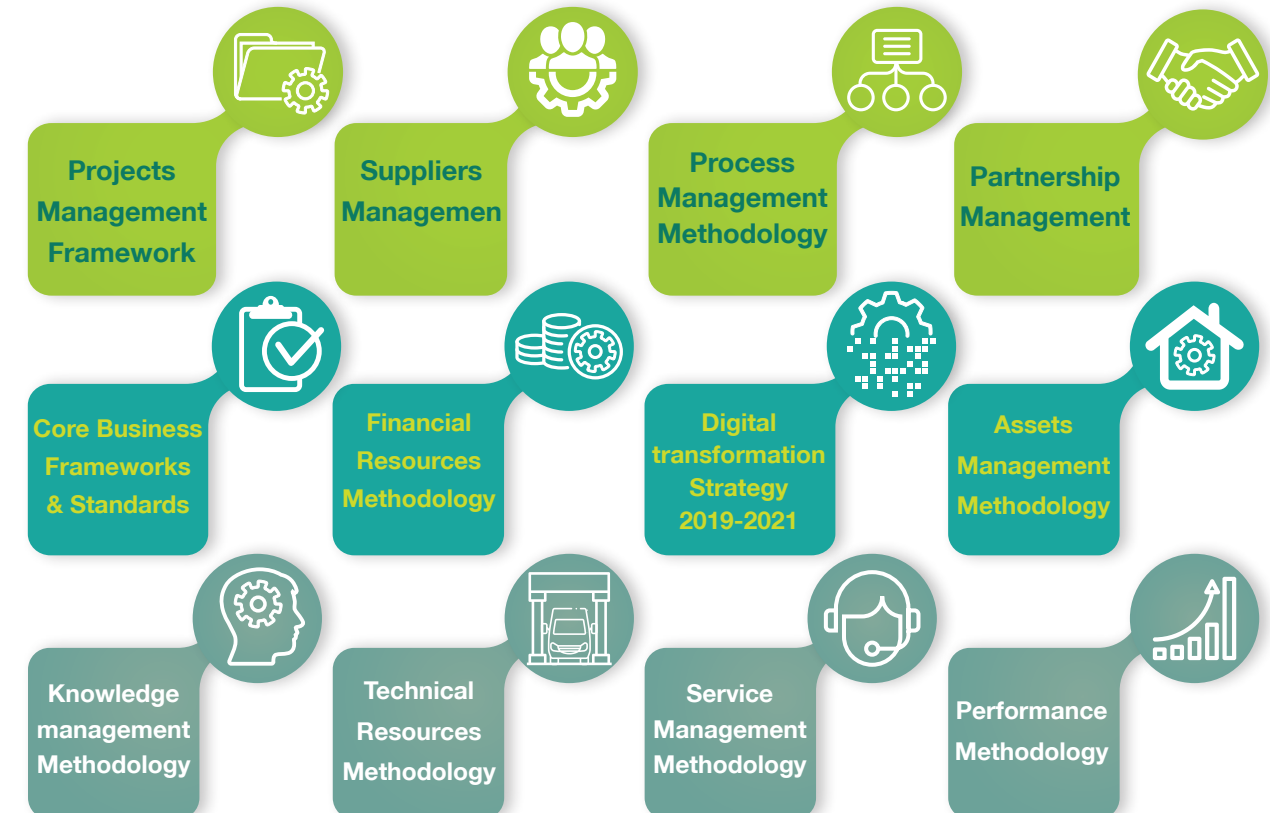 Projects
Management
Framework
Suppliers
Managemen
Process
Management
Methodology
Partnership
Management
Core Business
Frameworks
& Standards
Financial
Resources
Methodology
Digital
transformation
Strategy
2019-2021
Assets
Management
Methodology
Knowledge
management
Methodology
Technical
Resources
Methodology
Service
Management
Methodology
Performance
Methodology